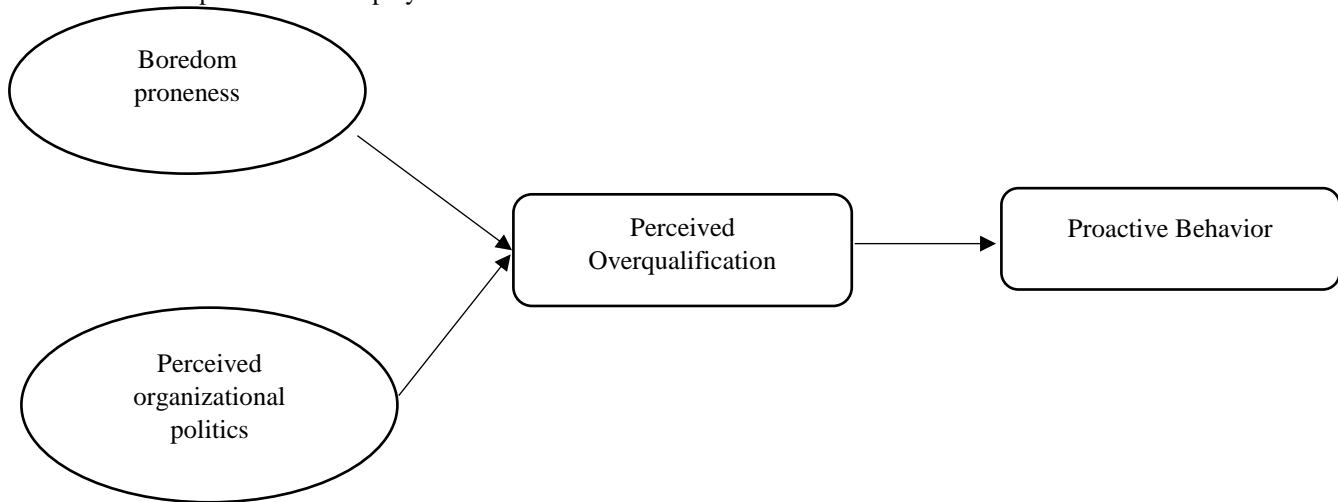 Boredom
proneness
Perceived
Overqualification
Proactive Behavior
Perceived
organizational
politics